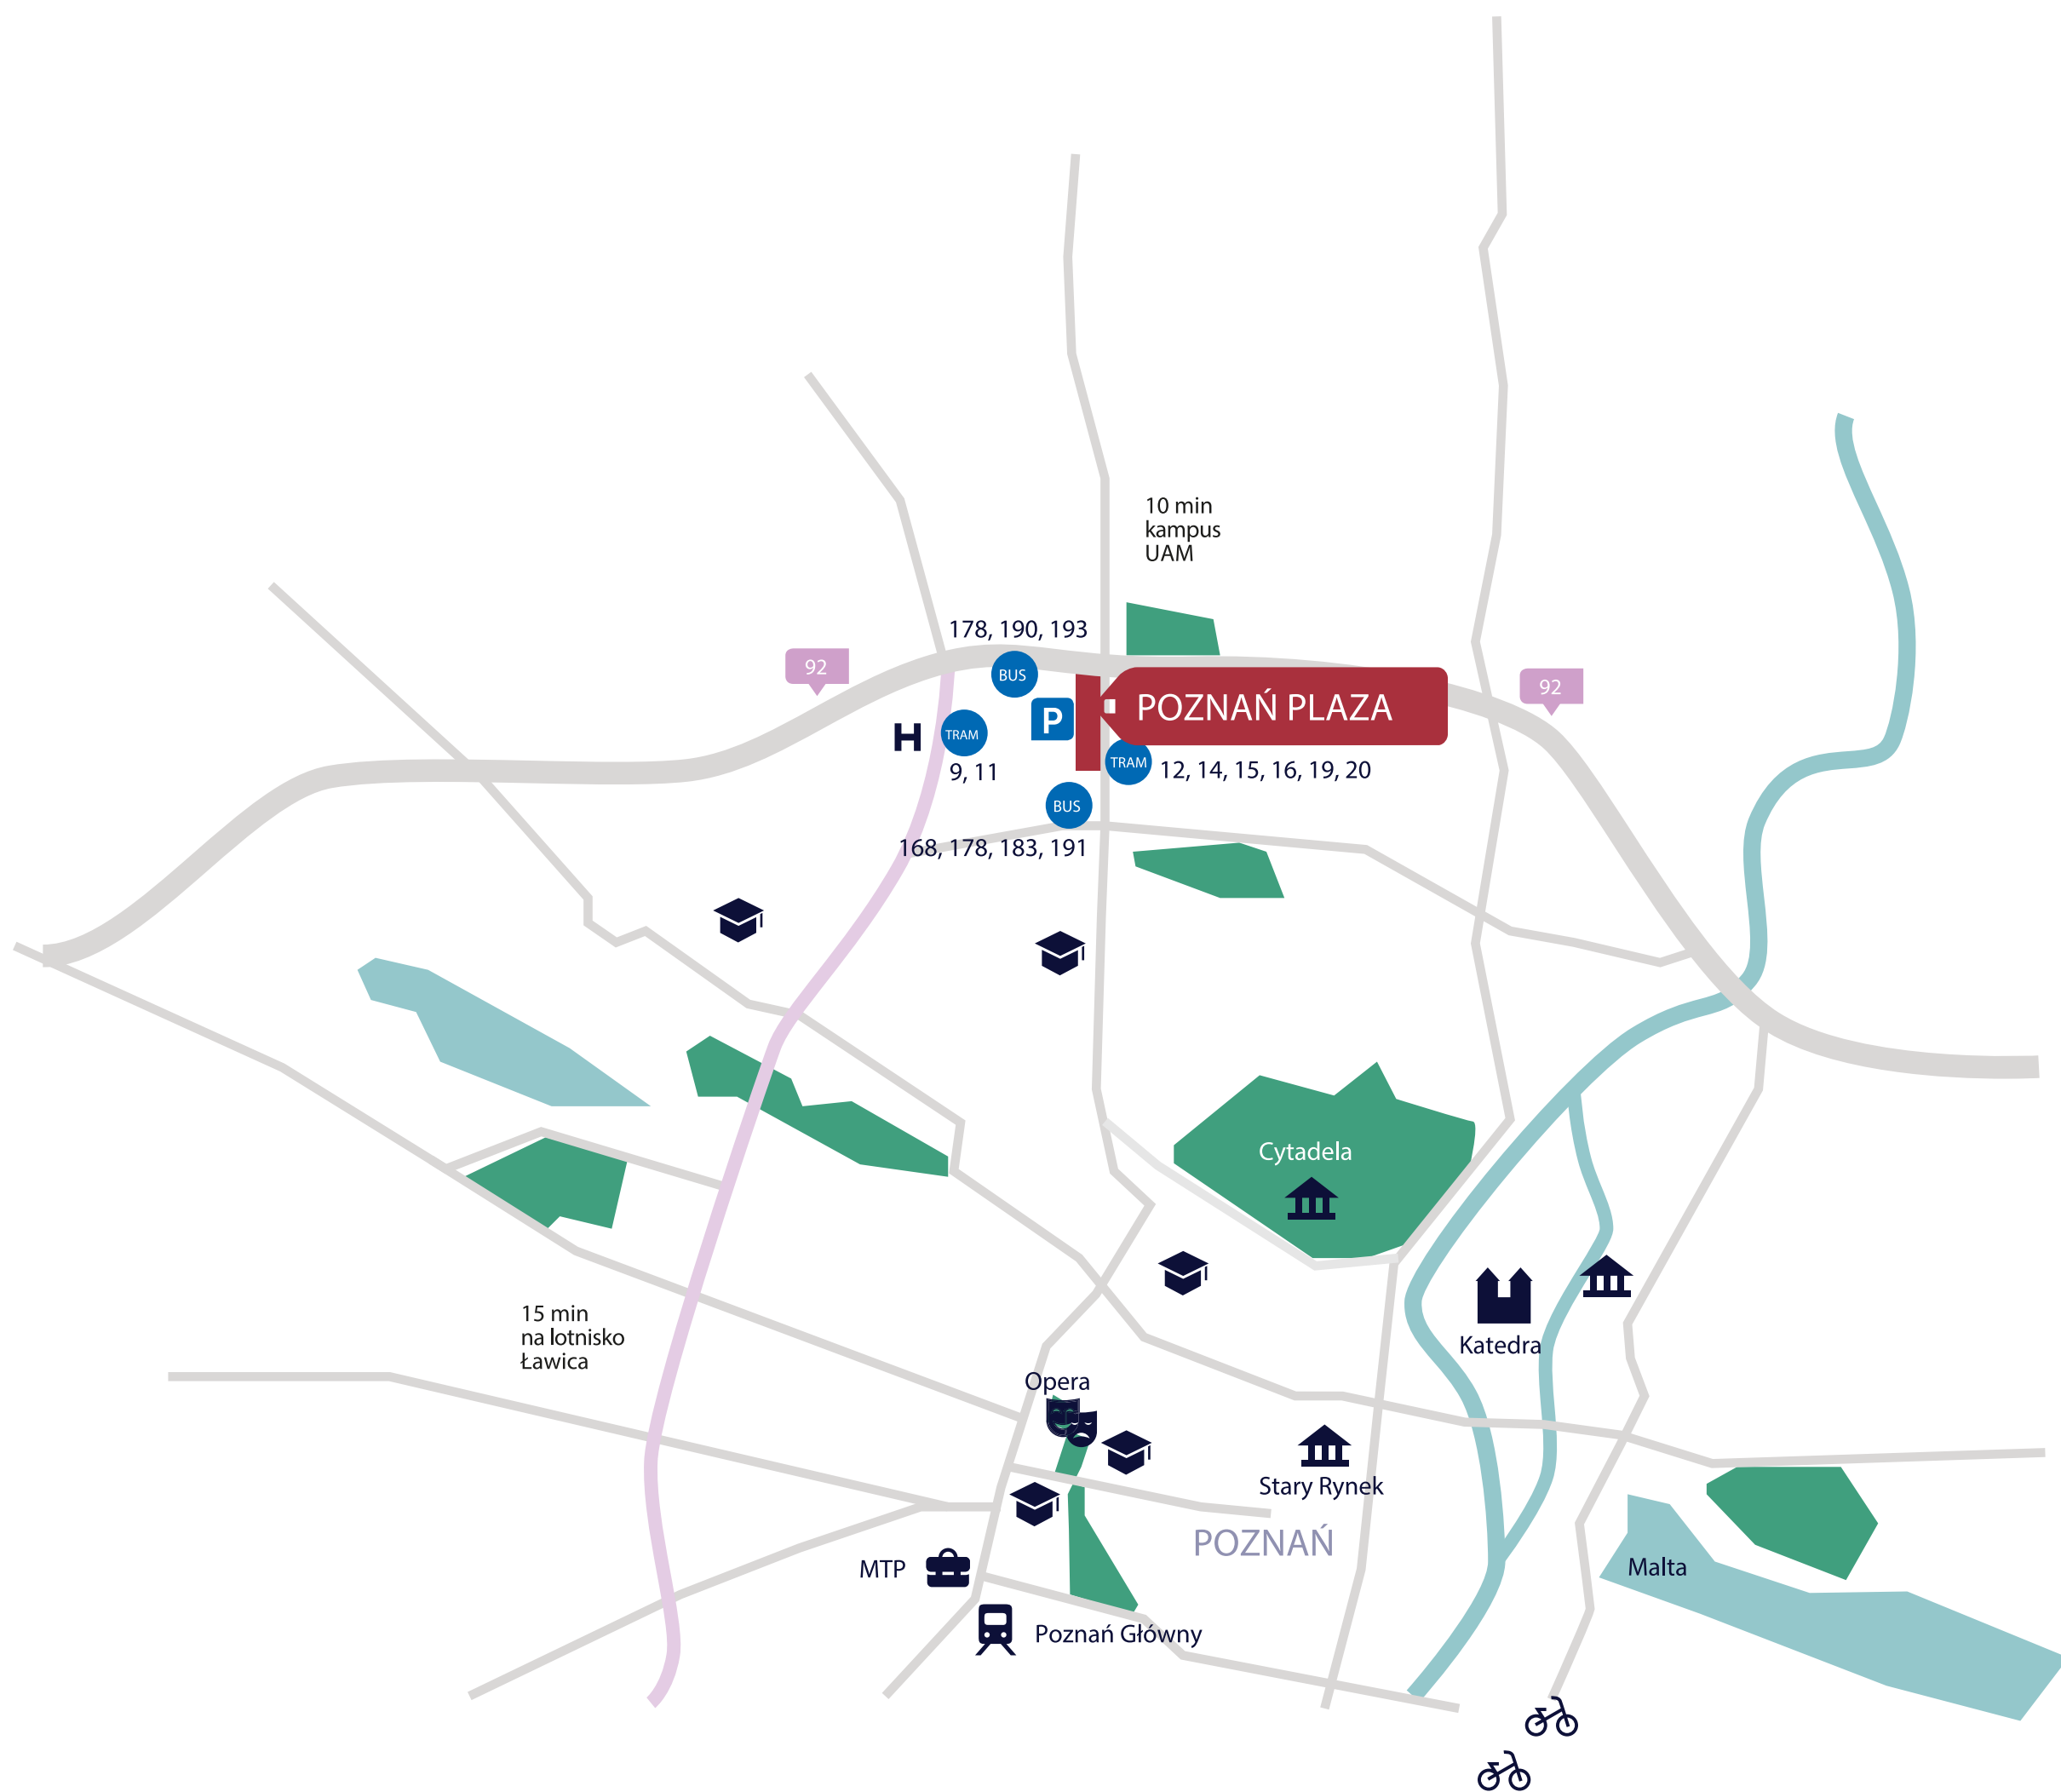 10 min
kampus
UAM
178, 190, 193
92
BUS
92
P
POZNAŃ PLAZA
H
TRAM
9, 11
TRAM
12, 14, 15, 16, 19, 20
BUS
168, 178, 183, 191
Cytadela
15 min
na lotnisko
Ławica
Katedra
Opera
Stary Rynek
POZNAŃ
MTP
Malta
Poznań Główny